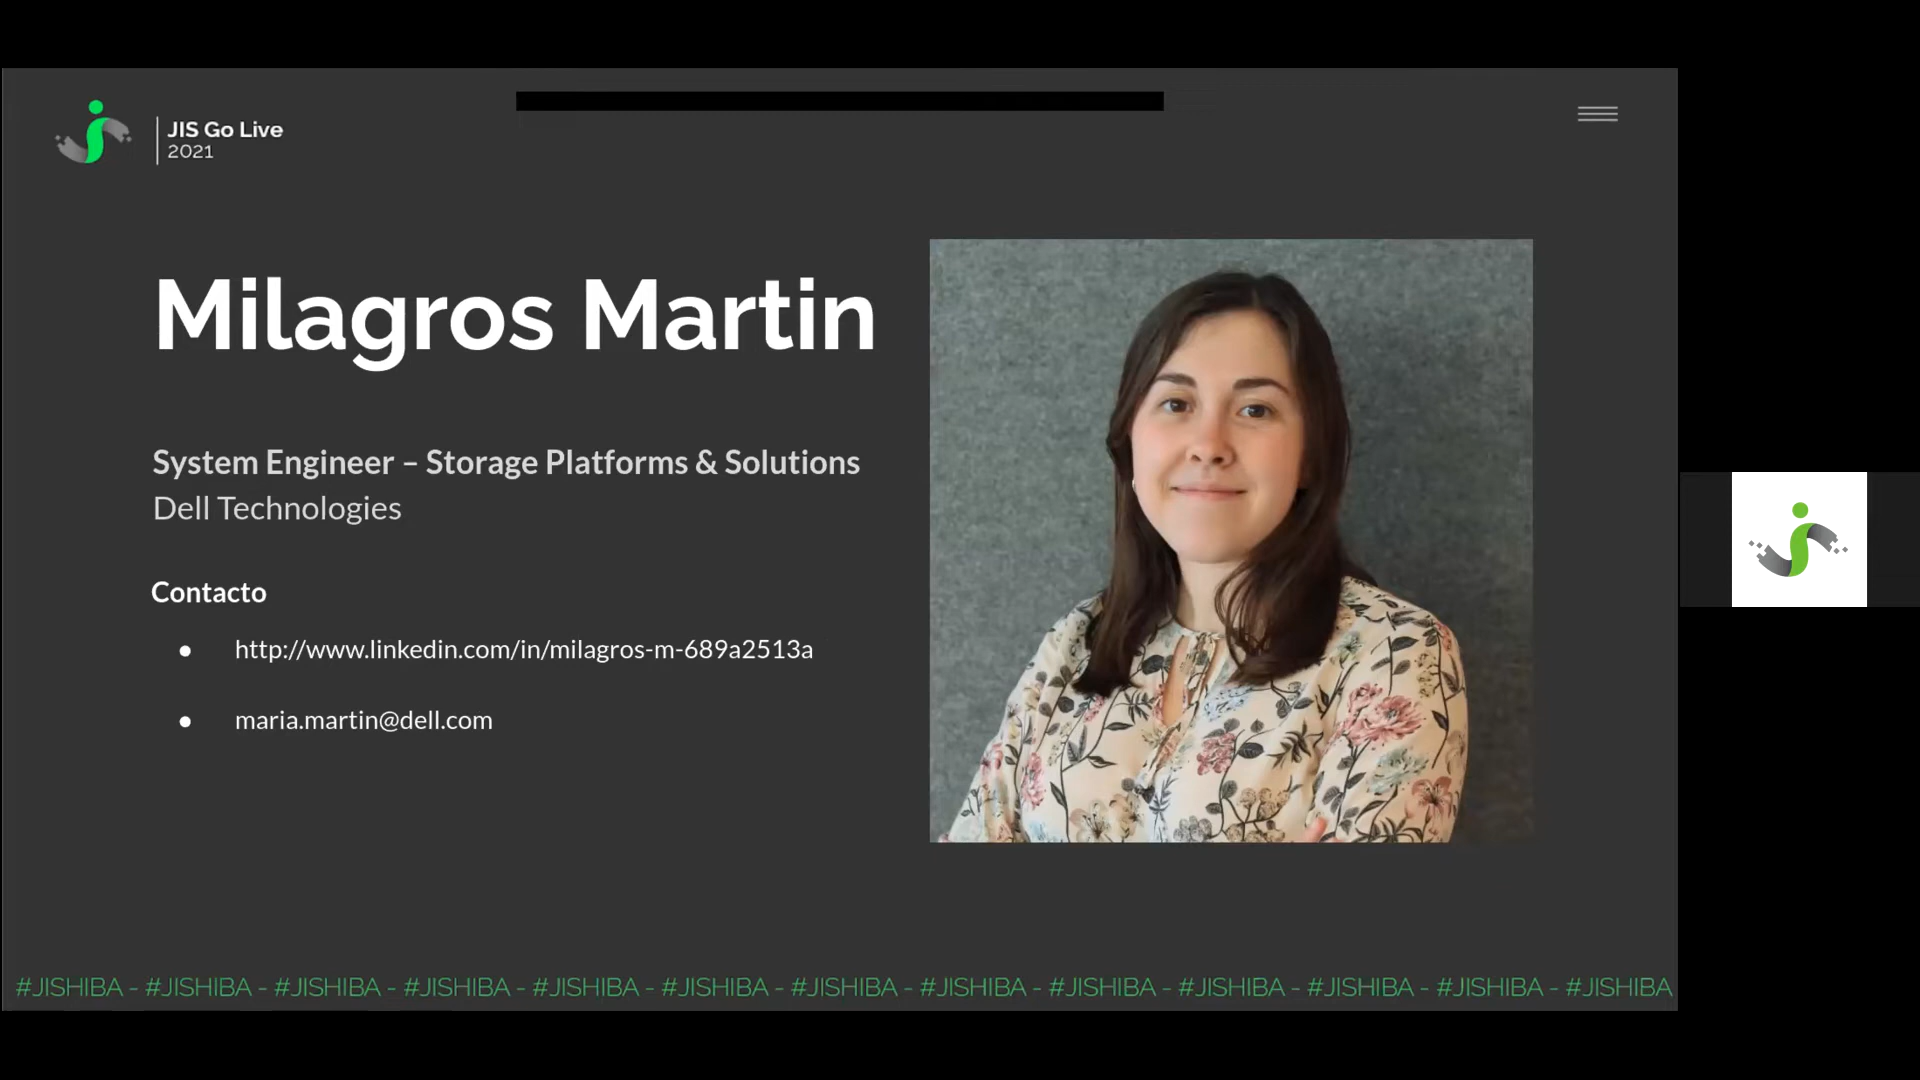 JIS Go Live
2021
Milagros Martin
System Engineer – Storage Platforms & Solutions
Dell Technologies
Contacto
● http://www.linkedin.com/in/milagros-m-689a2513a
● maria.martin@dell.com
#JISHIBA - #JISHIBA - #JISHIBA - #JISHIBA - #JISHIBA - #JISHIBA - #JISHIBA - #JISHIBA - #JISHIBA - #JISHIBA - #JISHIBA - #JISHIBA - #JISHIBA